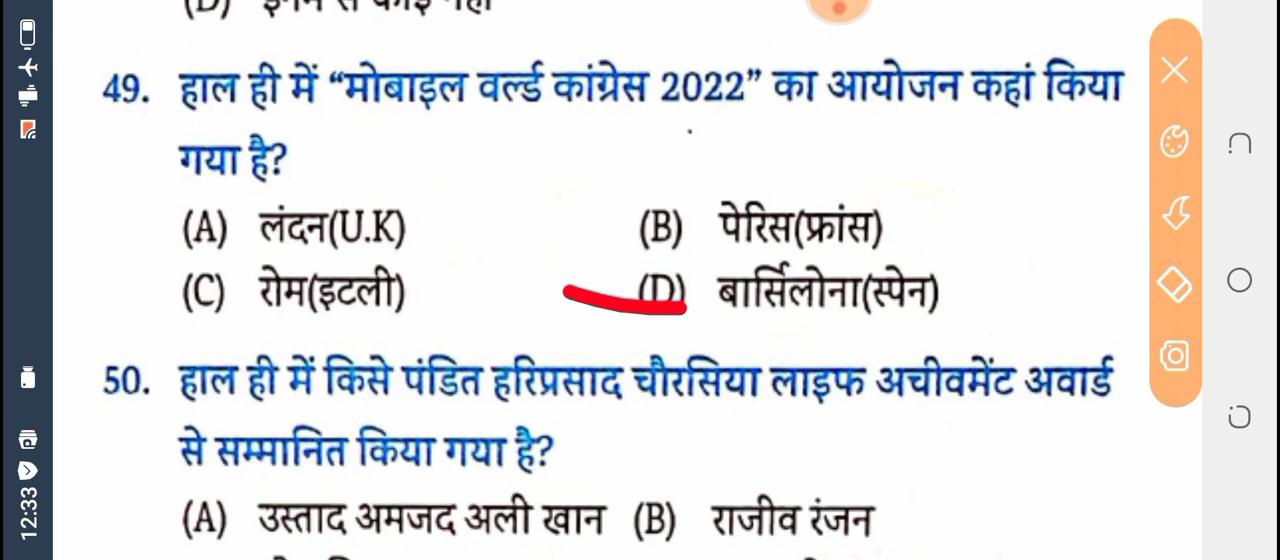 49. हाल ही में “मोबाइल वर्ल्ड कांग्रेस 2022” का आयोजन कहां किया
गया है?
(A) लंदन(U.K) (B) पेरिस(फ्रांस)
(C) रोम(इटली) (D) बार्सिलोना(स्पेन)
50. हाल ही में किसे पंडित हरिप्रसाद चौरसिया लाइफ अचीवमेंट अवार्ड
से सम्मानित किया गया है?
(A) उस्ताद अमजद अली खान (B) राजीव रंजन
12:33